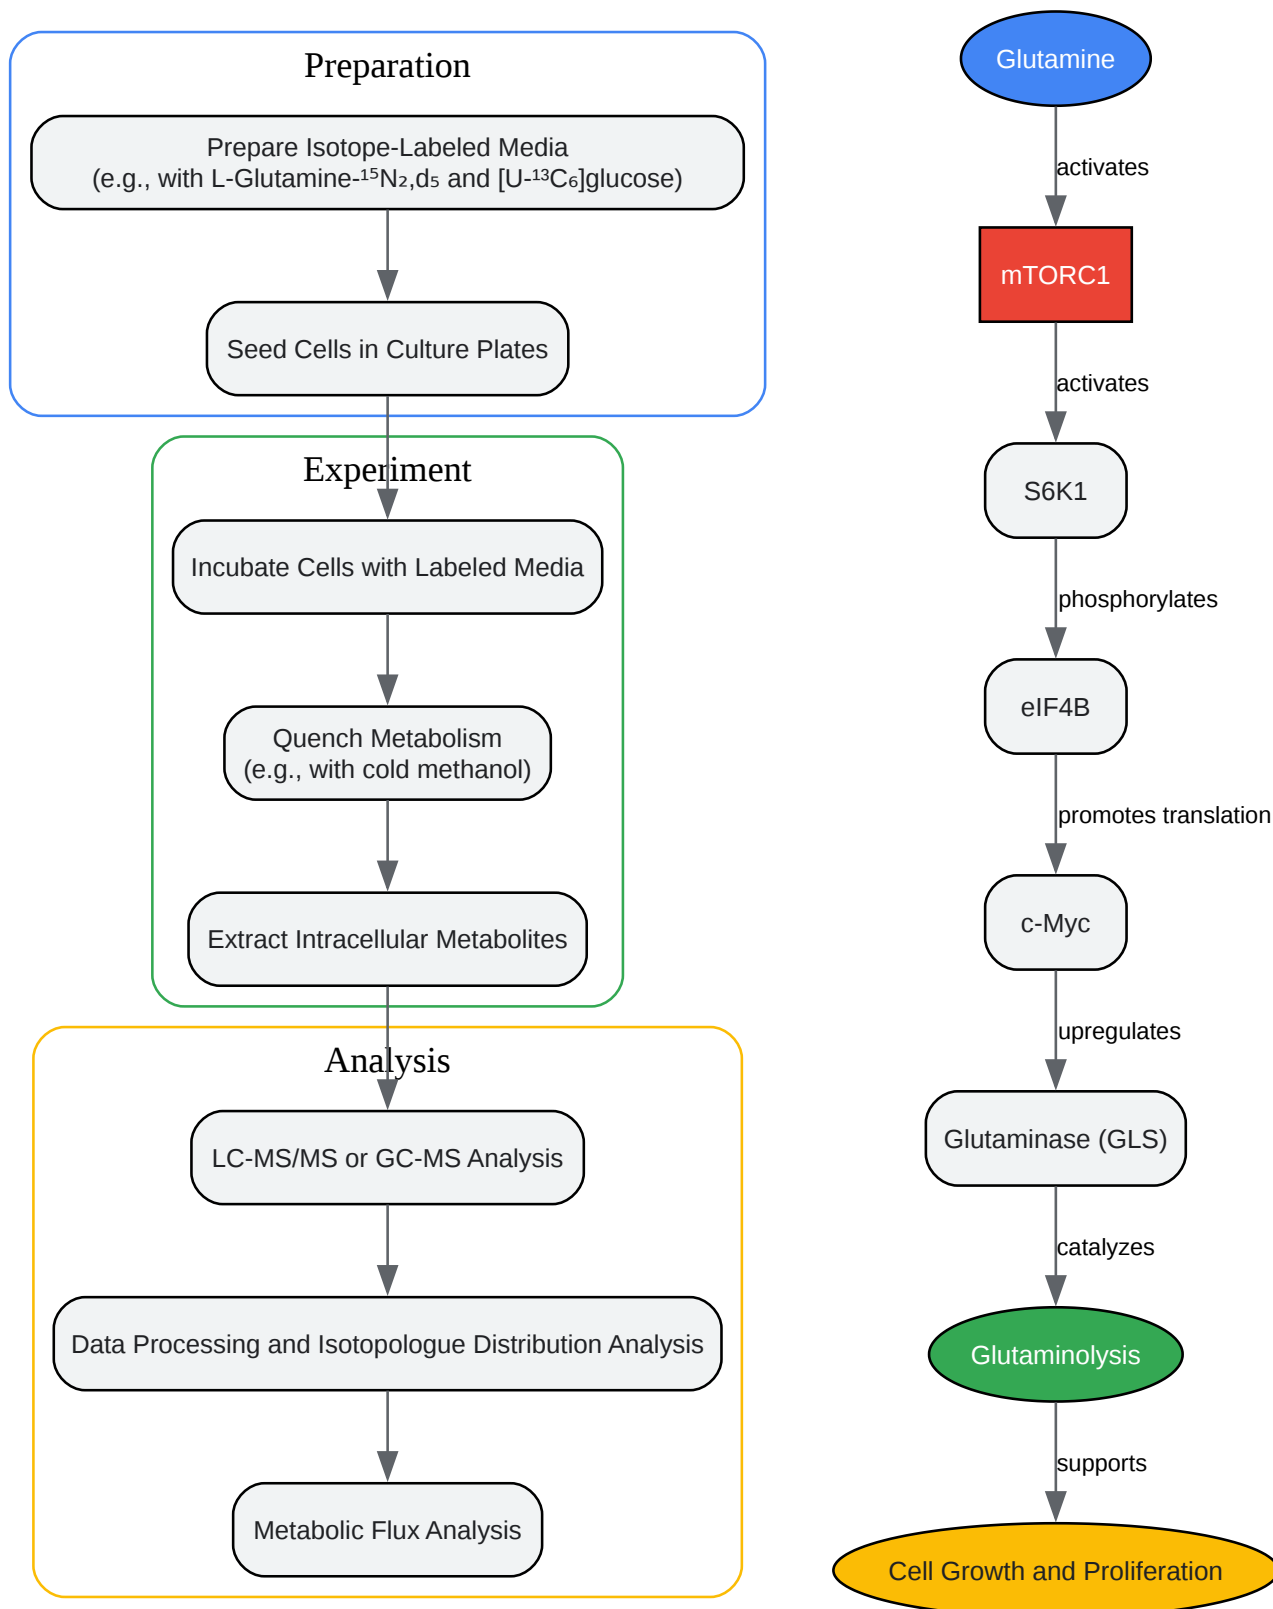 Preparation
Prepare Isotope-Labeled Media
(e.g., with L-Glutamine-¹⁵N₂,d₅ and [U-¹³C₆]glucose)
Seed Cells in Culture Plates
Experiment
Incubate Cells with Labeled Media
Quench Metabolism
(e.g., with cold methanol)
Extract Intracellular Metabolites
Analysis
LC-MS/MS or GC-MS Analysis
Data Processing and Isotopologue Distribution Analysis
Metabolic Flux Analysis
Glutamine
activates
mTORC1
activates
S6K1
phosphorylates
eIF4B
promotes translation
c-Myc
upregulates
Glutaminase (GLS)
catalyzes
Glutaminolysis
supports
Cell Growth and Proliferation